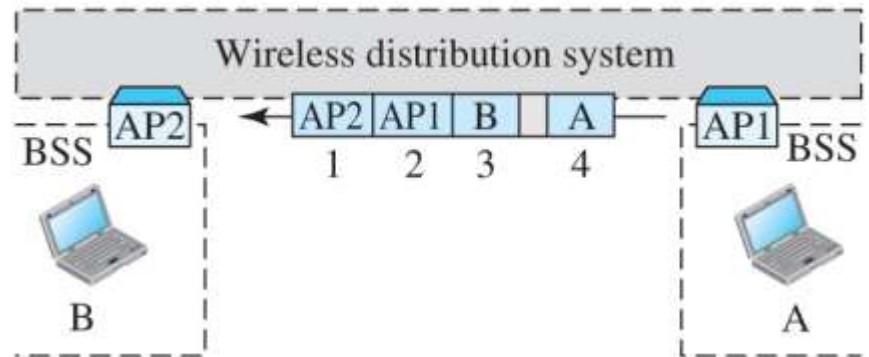 Wireless distribution system
AP2 AP2 AP1 B A AP1
BSS 1 2 3 4 BSS
B A